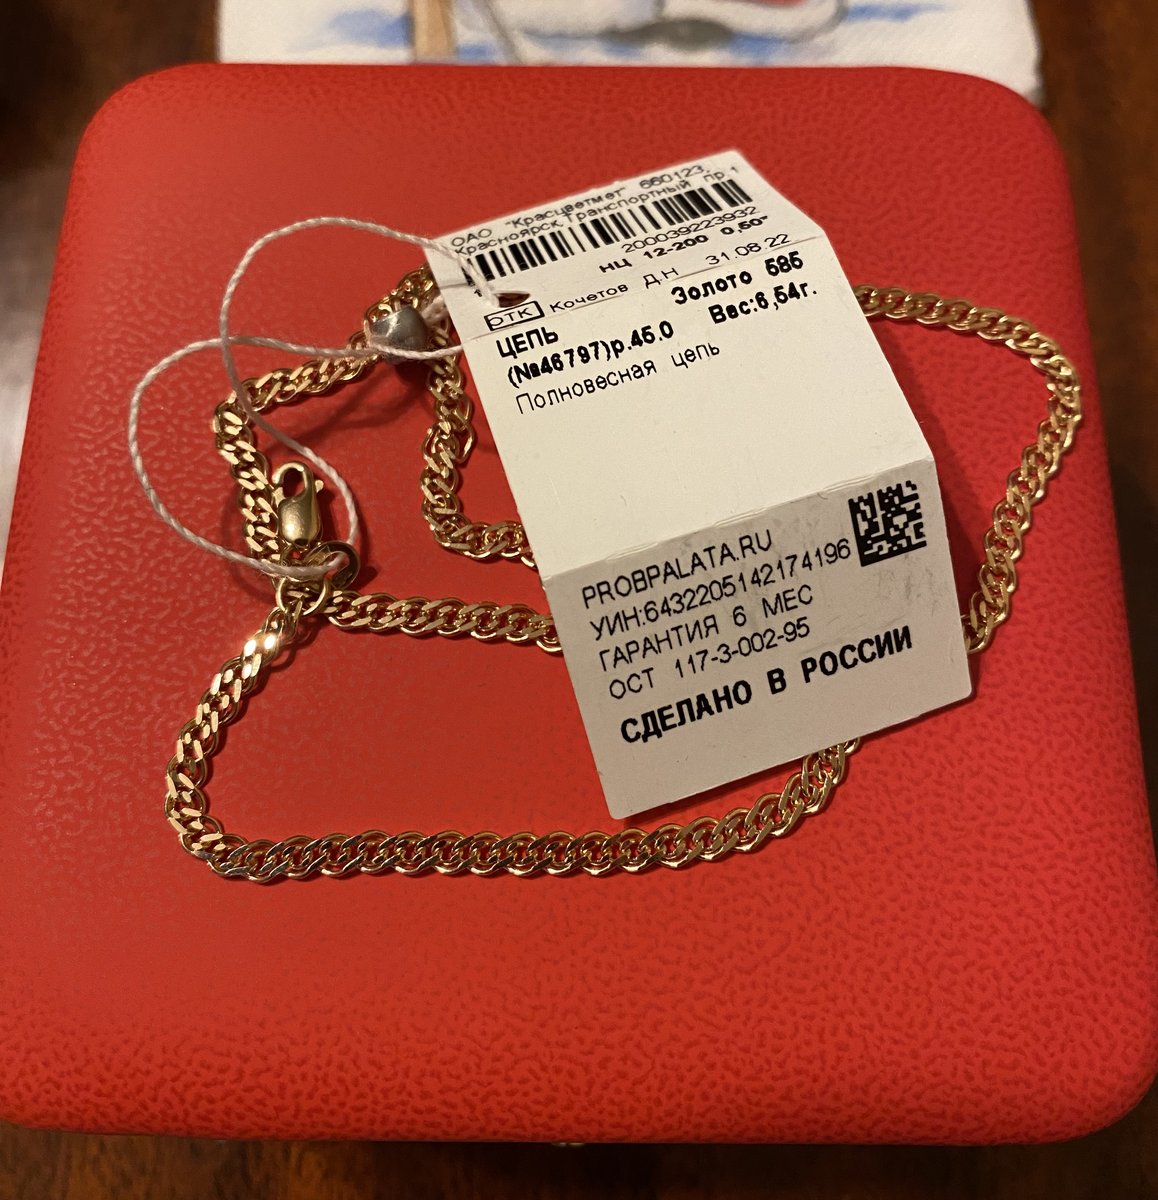 ОАО "Красцветмет" 660123,
Красноярск,Транспортный пр.1
200039223932
НЦ 12-200 0,50"
ОТК Кочетов Д.Н 31.08.22
ЦЕПЬ Золото 585
(№46797)р.45.0 Вес:6,54г.
Полновесная цепь
PROBPALATA.RU
УИН:6432205142174196
ГАРАНТИЯ 6 МЕС
ОСТ 117-3-002-95
СДЕЛАНО В РОССИИ